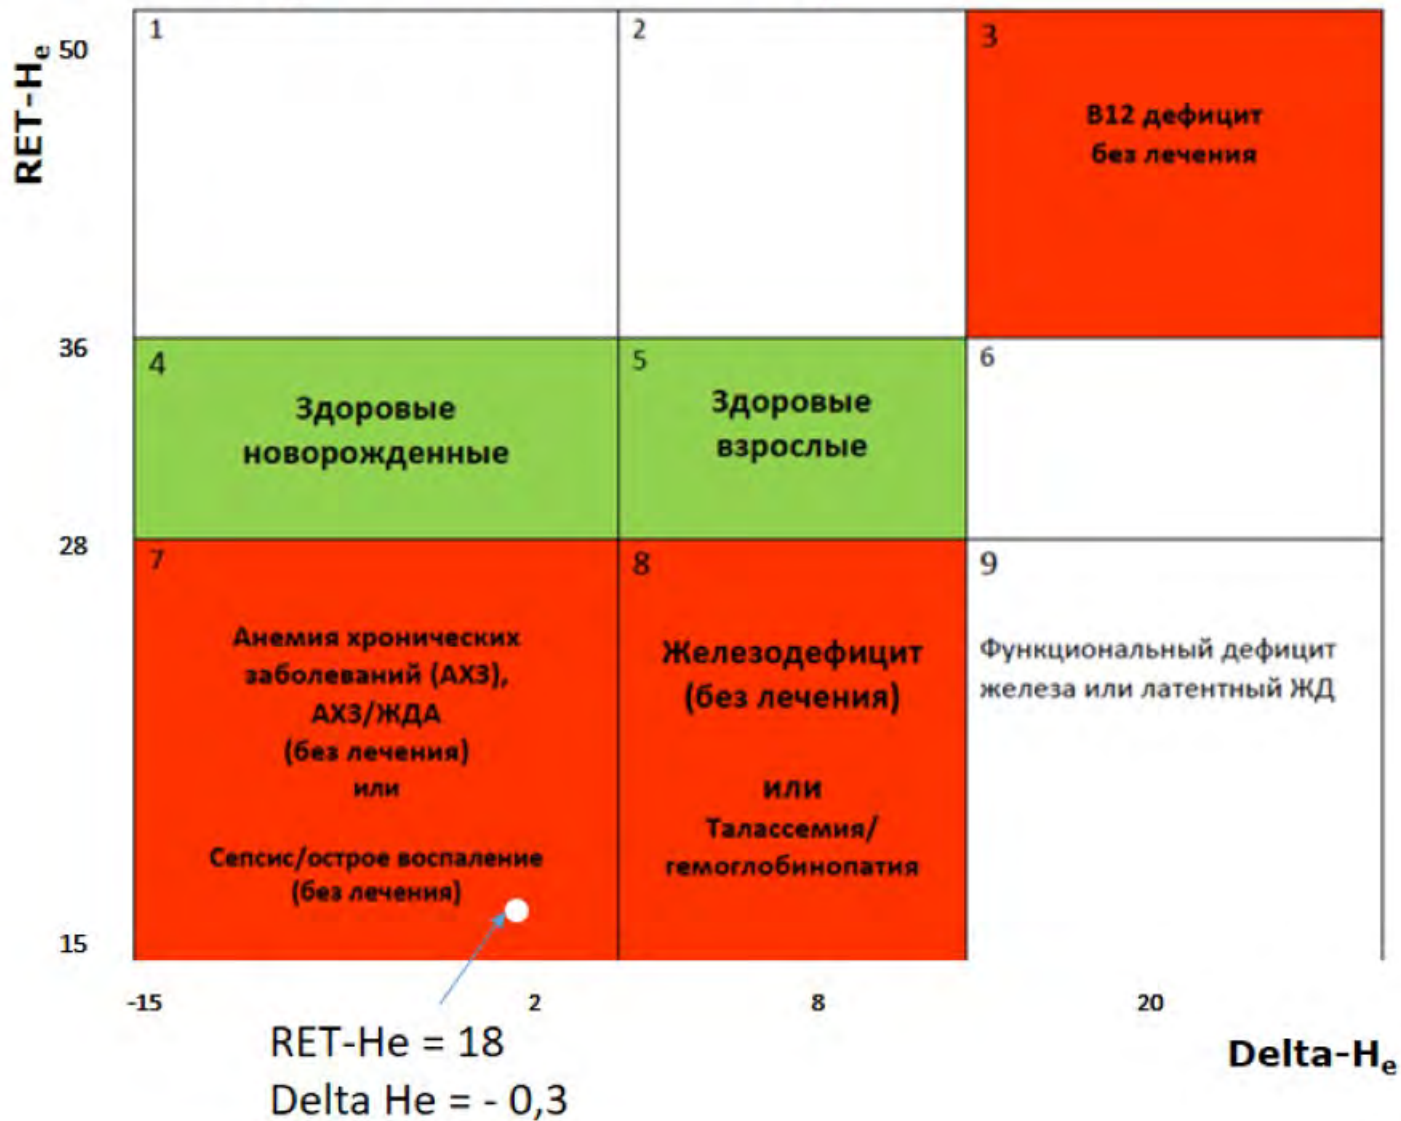 RET-He
50
36
28
15
1
2
3
В12 дефицит
без лечения
4
Здоровые
новорожденные
5
Здоровые
взрослые
6
7
Анемия хронических
заболеваний (АХЗ),
АХЗ/ЖДА
(без лечения)
или
Сепсис/острое воспаление
(без лечения)
8
Железодефицит
(без лечения)
или
Талассемия/
гемоглобинопатия
9
Функциональный дефицит
железа или латентный ЖД
-15
2
8
20
Delta-He
RET-He = 18
Delta He = - 0,3